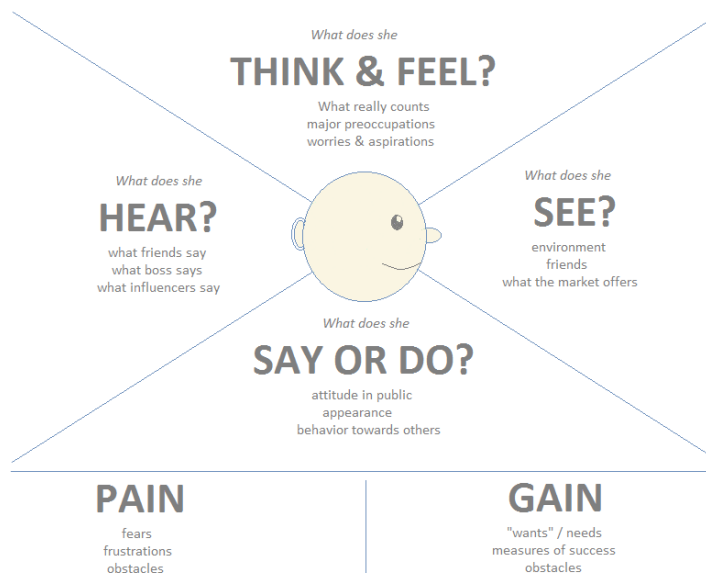 What does she
THINK & FEEL?
What really counts
major preoccupations
worries & aspirations
What does she
HEAR?
what friends say
what boss says
what influencers say
What does she
SEE?
environment
friends
what the market offers
What does she
SAY OR DO?
attitude in public
appearance
behavior towards others
PAIN
fears
frustrations
obstacles
GAIN
"wants" / needs
measures of success
obstacles